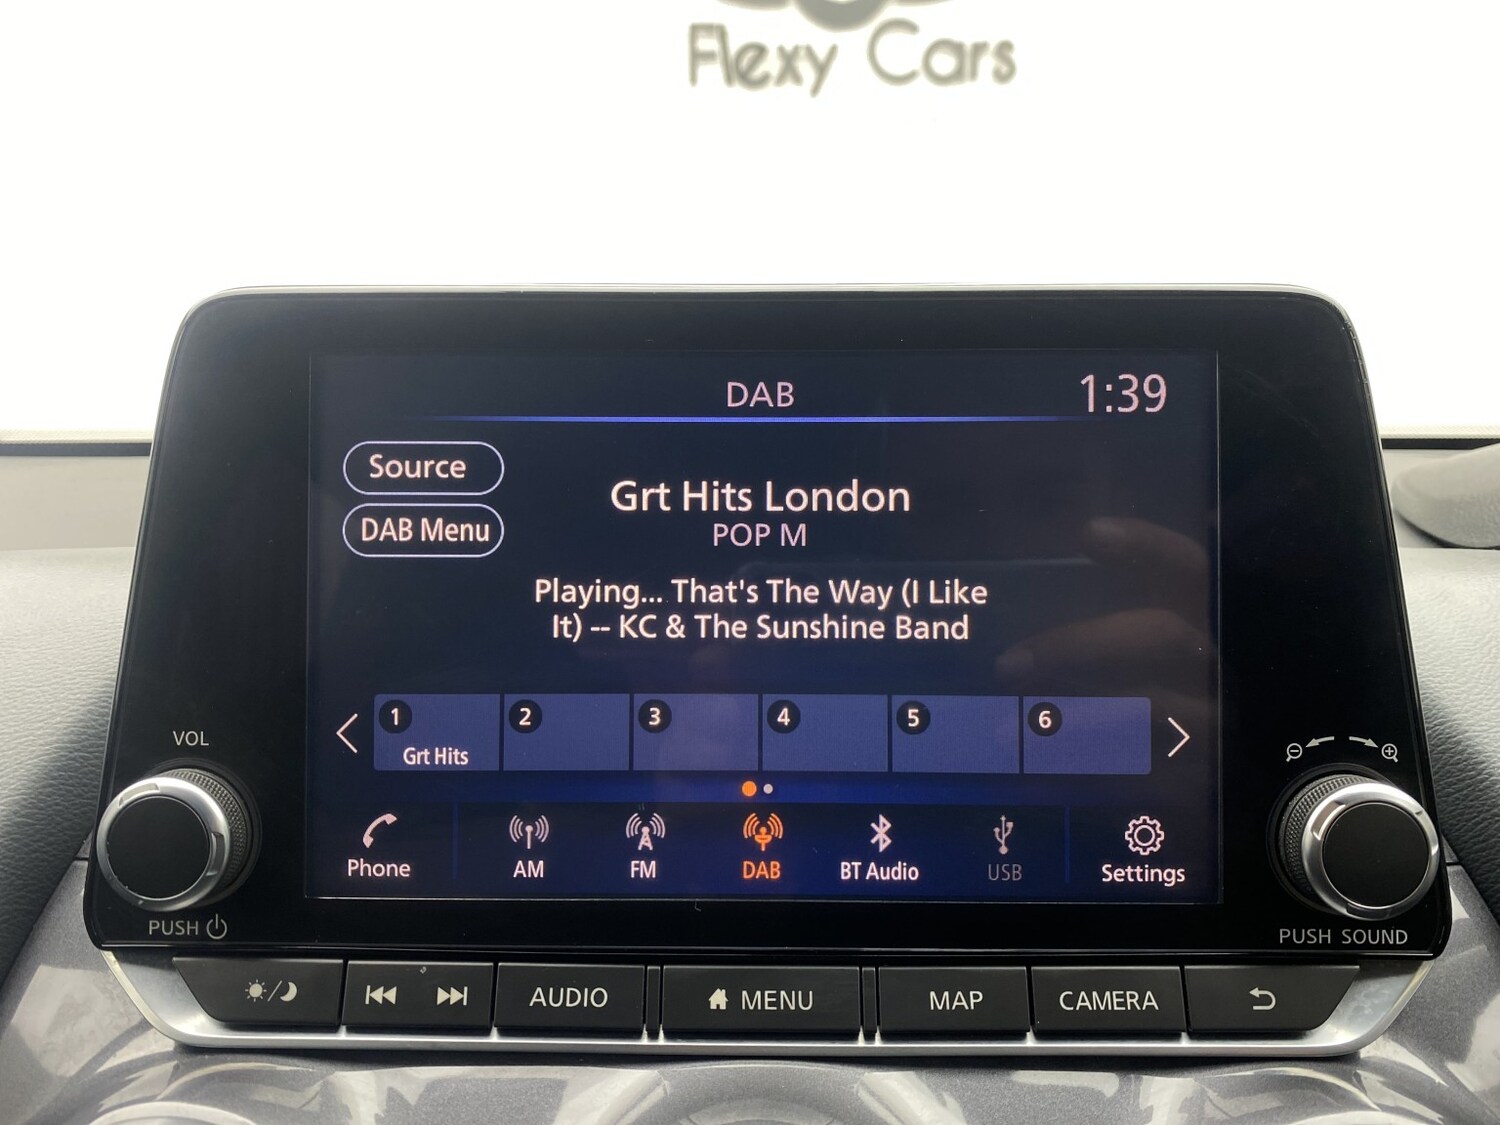 Flexy Cars
DAB
1:39
Source
DAB Menu
Grt Hits London
POP M
Playing... That's The Way (I Like
It) -- KC & The Sunshine Band
1
2
3
4
5
6
Grt Hits
Phone
AM
FM
DAB
BT Audio
USB
Settings
VOL
PUSH
PUSH SOUND
AUDIO
MENU
MAP
CAMERA